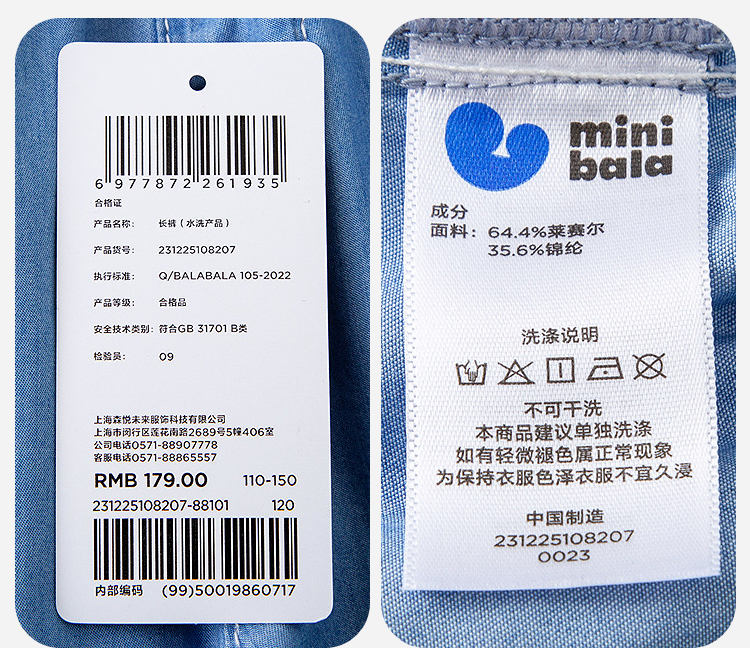 6 977872 261935
合格证
产品名称: 长裤（水洗产品）
产品货号: 231225108207
执行标准: Q/BALABALA 105-2022
产品等级: 合格品
安全技术类别: 符合GB 31701 B类
检验员: 09
上海森悦未来服饰科技有限公司
上海市闵行区莲花南路2689号5幢406室
公司电话0571-88907778
客服电话0571-88865557
RMB 179.00 110-150
231225108207-88101 120
内部编码 (99)50019860717
mini
bala
成分
面料: 64.4%莱赛尔
35.6%锦纶
洗涤说明
不可干洗
本商品建议单独洗涤
如有轻微褪色属正常现象
为保持衣服色泽衣服不宜久浸
中国制造
231225108207
0023